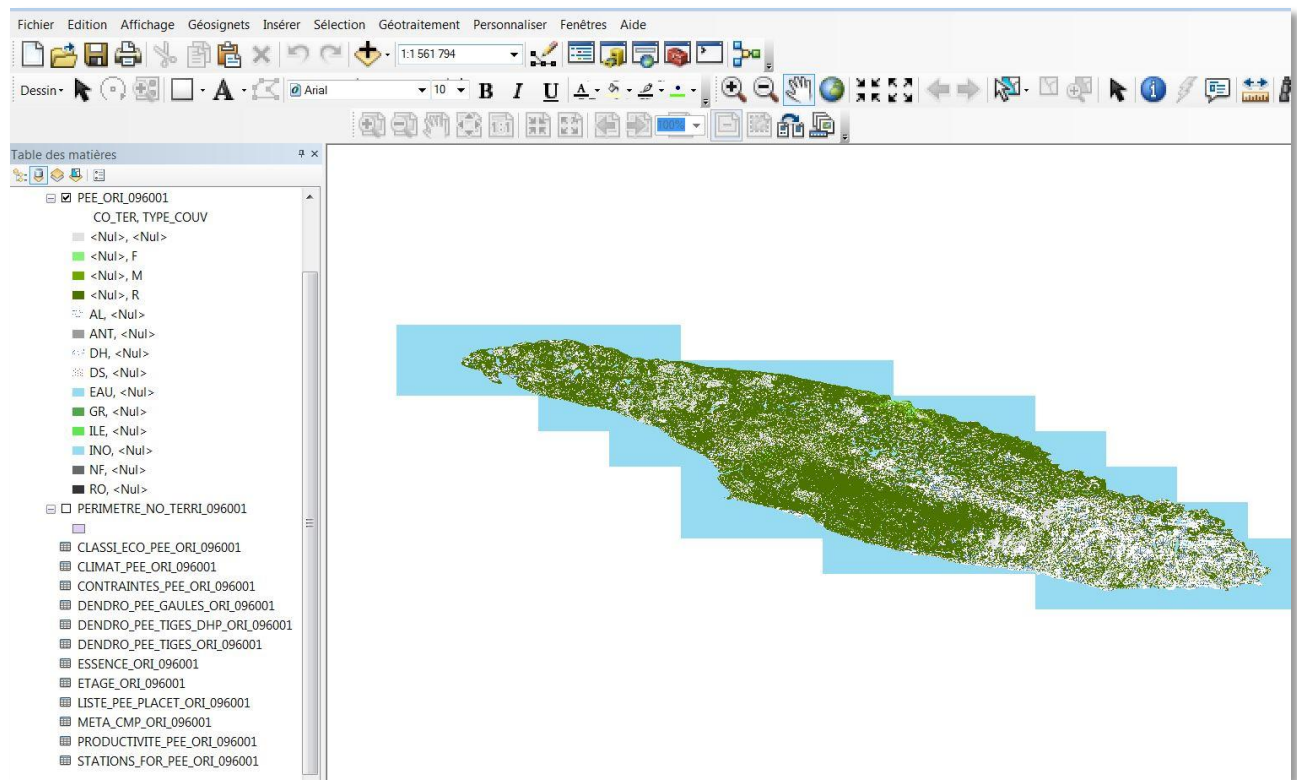 Fichier Edition Affichage Géosignets Insérer Sélection Géotraitement Personnaliser Fenêtres Aide
1:1 561 794
Dessin A Arial 10 B I U A
1:1 100%
Table des matières
PEE_ORI_096001
CO_TER, TYPE_COUV
<Nul>, <Nul>
<Nul>, F
<Nul>, M
<Nul>, R
AL, <Nul>
ANT, <Nul>
DH, <Nul>
DS, <Nul>
EAU, <Nul>
GR, <Nul>
ILE, <Nul>
INO, <Nul>
NF, <Nul>
RO, <Nul>
PERIMETRE_NO_TERRI_096001
CLASSI_ECO_PEE_ORI_096001
CLIMAT_PEE_ORI_096001
CONTRAINTES_PEE_ORI_096001
DENDRO_PEE_GAULES_ORI_096001
DENDRO_PEE_TIGES_DHP_ORI_096001
DENDRO_PEE_TIGES_ORI_096001
ESSENCE_ORI_096001
ETAGE_ORI_096001
LISTE_PEE_PLACET_ORI_096001
META_CMP_ORI_096001
PRODUCTIVITE_PEE_ORI_096001
STATIONS_FOR_PEE_ORI_096001